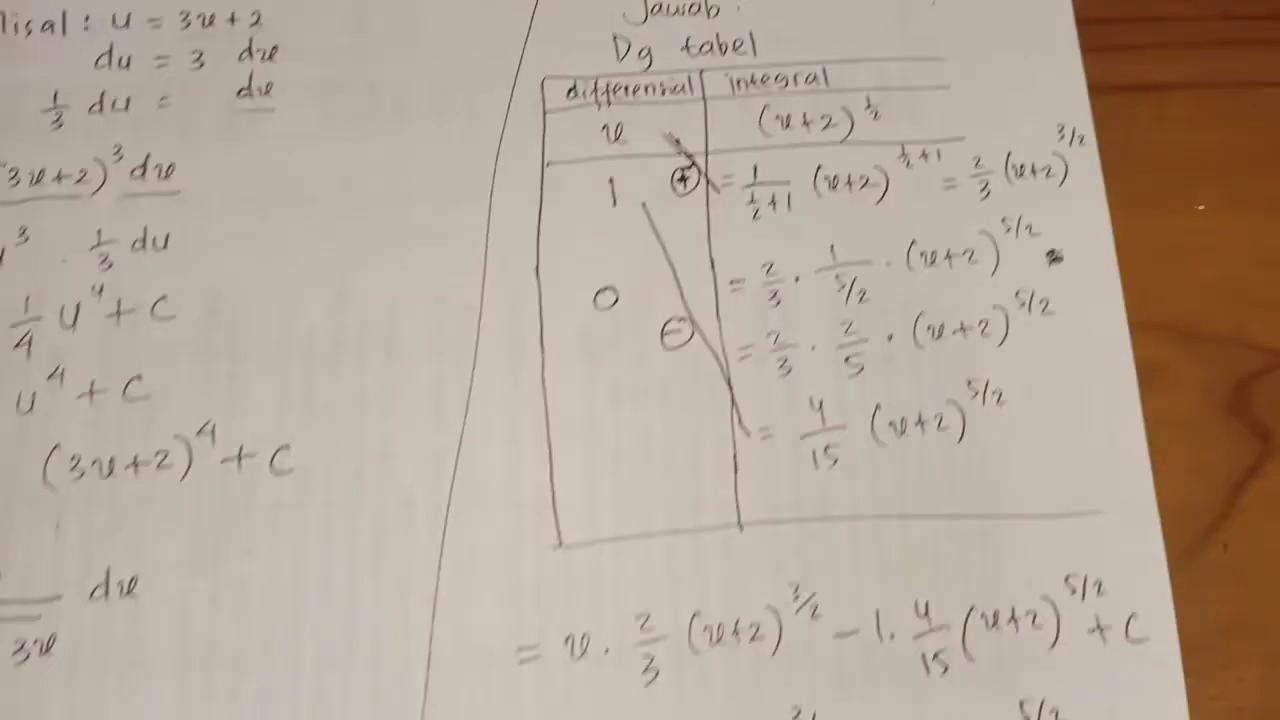 lisal : u = 3x + 2
du = 3 dx
1/3 du = dx
3x + 2)^3 dx
3 . 1/3 du
1/4 u^4 + C
u^4 + C
(3x + 2)^4 + C
dx
3x
Jawab :
Dg tabel
differensial integral
x (x+2)^1/2
1 + = 1/(1/2+1) (x+2)^(1/2+1) = 2/3 (x+2)^3/2
= 2/3 . 1/(5/2) . (x+2)^5/2
0
− = 2/3 . 2/5 . (x+2)^5/2
= 4/15 (x+2)^5/2
= x . 2/3 (x+2)^3/2 − 1 . 4/15 (x+2)^5/2 + C
5/2